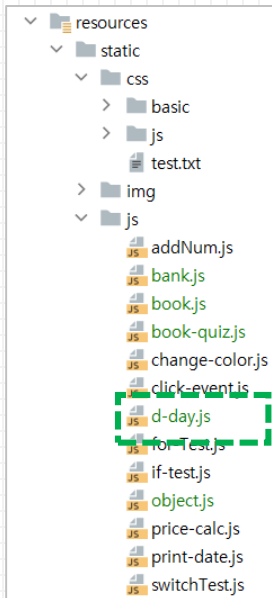 resources
static
css
basic
js
test.txt
img
js
addNum.js
bank.js
book.js
book-quiz.js
change-color.js
click-event.js
d-day.js
for-Test.js
if-test.js
object.js
price-calc.js
print-date.js
switchTest.js